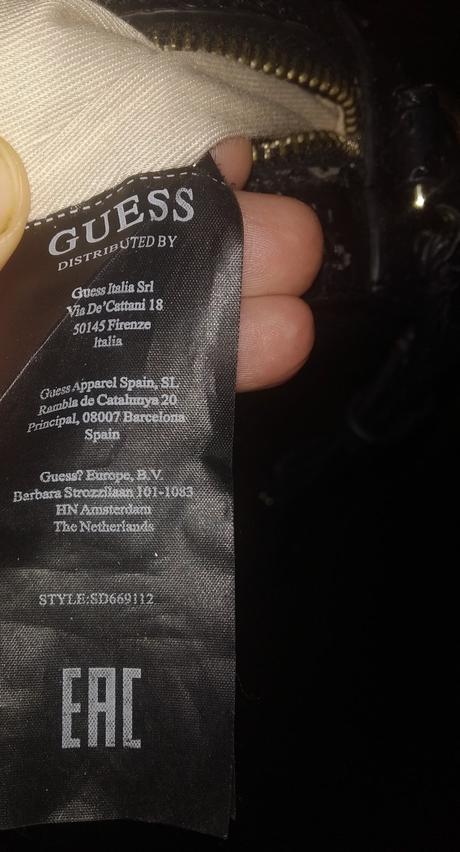 GUESS
DISTRIBUTED BY
Guess Italia Srl
Via De'Cattani 18
50145 Firenze
Italia
Guess Apparel Spain, SL
Rambla de Catalunya 20
Principal, 08007 Barcelona
Spain
Guess? Europe, B.V.
Barbara Strozzilaan 101-1083
HN Amsterdam
The Netherlands
STYLE:SD669112
EAC